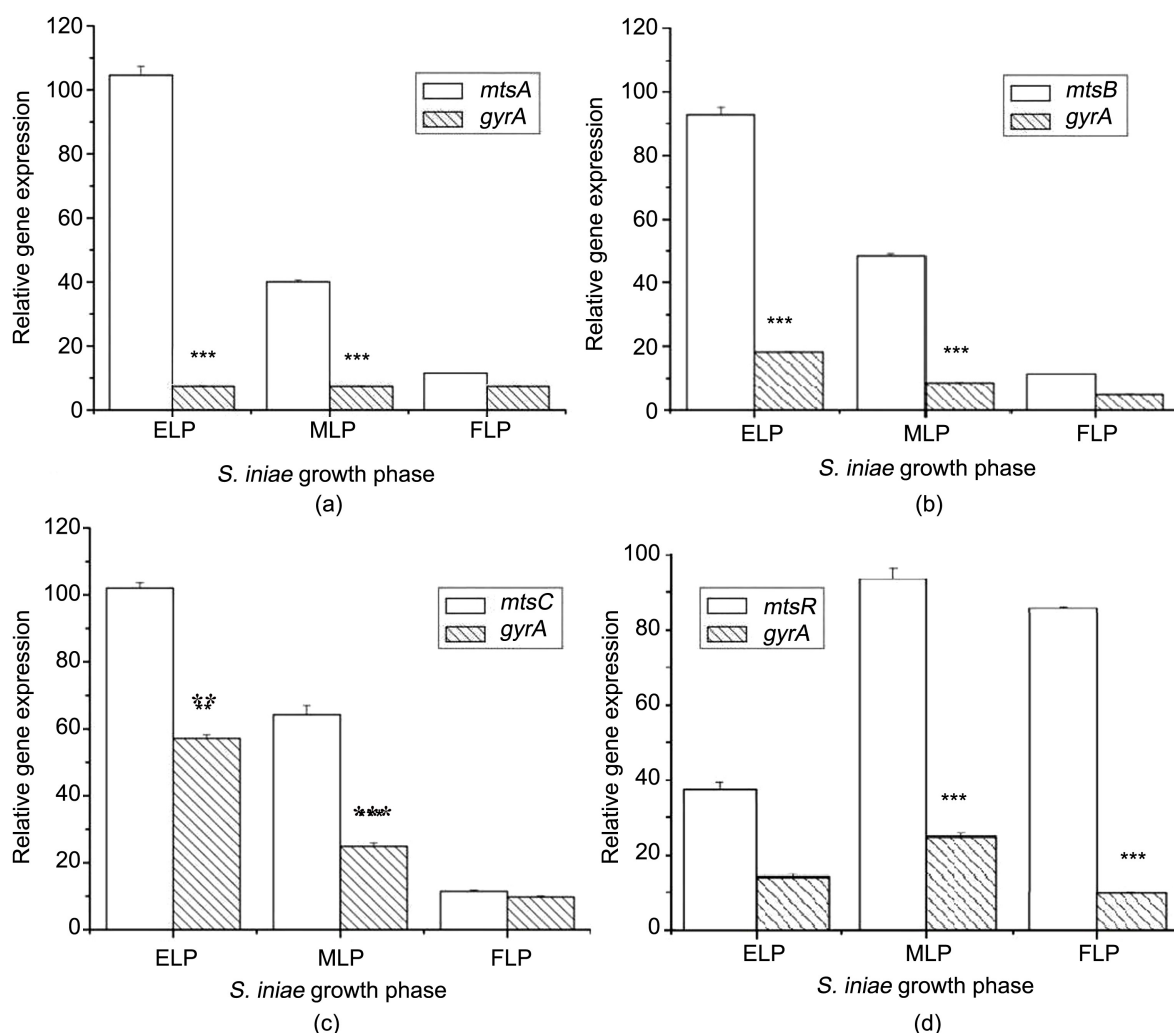 120
100
80
60
40
20
0
Relative gene expression
mtsA
gyrA
***
***
ELP
MLP
FLP
S. iniae growth phase
(a)
120
100
80
60
40
20
0
Relative gene expression
mtsB
gyrA
***
***
ELP
MLP
FLP
S. iniae growth phase
(b)
120
100
80
60
40
20
0
Relative gene expression
mtsC
gyrA
ELP
MLP
FLP
S. iniae growth phase
(c)
100
80
60
40
20
0
Relative gene expression
mtsR
gyrA
***
***
ELP
MLP
FLP
S. iniae growth phase
(d)